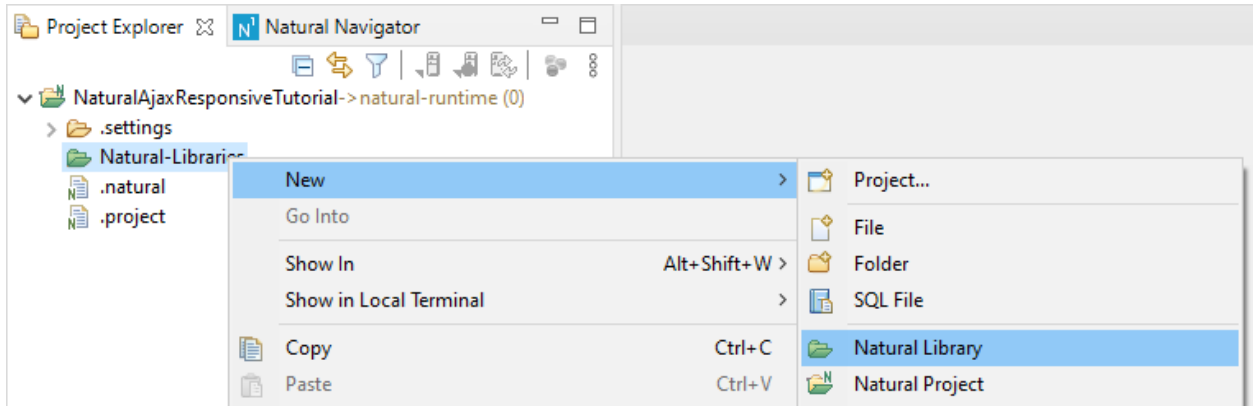 Project Explorer
Natural Navigator
NaturalAjaxResponsiveTutorial->natural-runtime (0)
.settings
Natural-Libraries
.natural
.project
New
Go Into
Show In Alt+Shift+W
Show in Local Terminal
Copy Ctrl+C
Paste Ctrl+V
Project...
File
Folder
SQL File
Natural Library
Natural Project